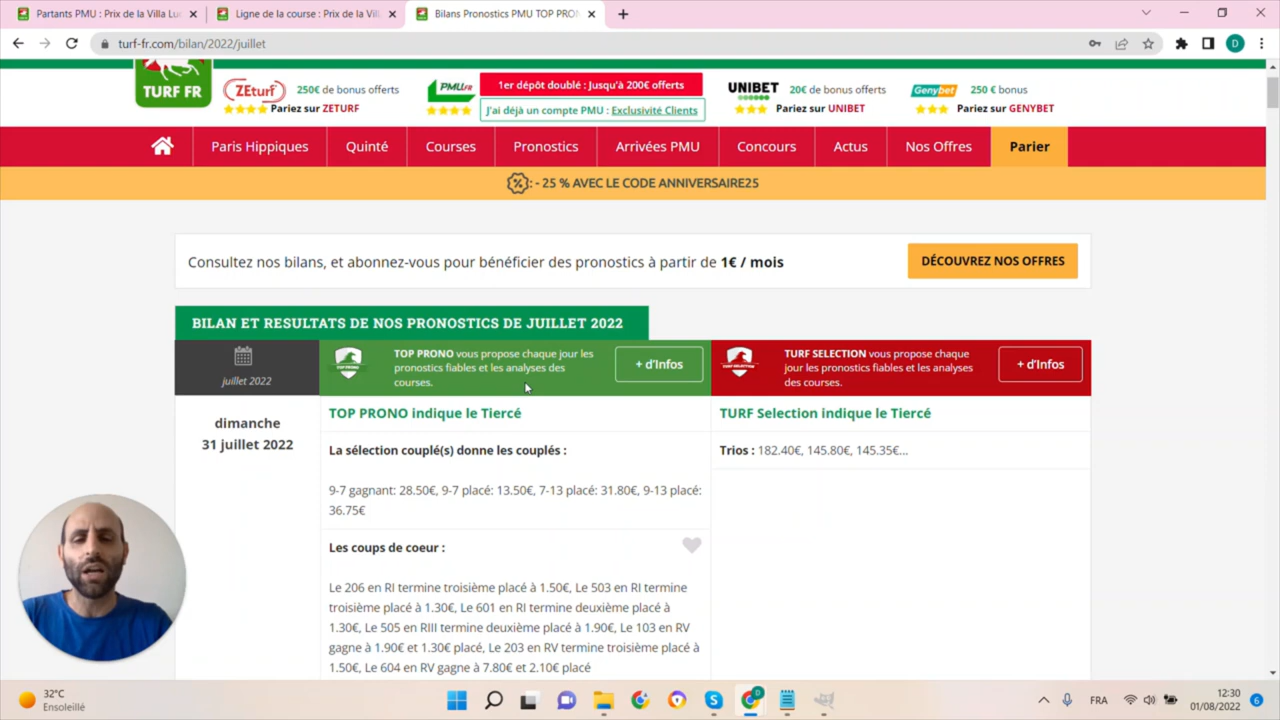 Partants PMU : Prix de la Villa Lu
Ligne de la course : Prix de la Vil
Bilans Pronostics PMU TOP PRON
turf-fr.com/bilan/2022/juillet
D
TURF FR
ZEturf
250€ de bonus offerts
Pariez sur ZETURF
PMU.fr
1er dépôt doublé : Jusqu'à 200€ offerts
J'ai déjà un compte PMU : Exclusivité Clients
UNIBET
20€ de bonus offerts
Pariez sur UNIBET
Genybet
250 € bonus
Pariez sur GENYBET
Paris Hippiques
Quinté
Courses
Pronostics
Arrivées PMU
Concours
Actus
Nos Offres
Parier
: - 25 % AVEC LE CODE ANNIVERSAIRE25
Consultez nos bilans, et abonnez-vous pour bénéficier des pronostics à partir de 1€ / mois
DÉCOUVREZ NOS OFFRES
BILAN ET RESULTATS DE NOS PRONOSTICS DE JUILLET 2022
juillet 2022
TOP PRONO
TOP PRONO vous propose chaque jour les
pronostics fiables et les analyses des
courses.
+ d'Infos
TURF SELECTION
TURF SELECTION vous propose chaque
jour les pronostics fiables et les analyses
des courses.
+ d'Infos
dimanche
31 juillet 2022
TOP PRONO indique le Tiercé
La sélection couplé(s) donne les couplés :
9-7 gagnant: 28.50€, 9-7 placé: 13.50€, 7-13 placé: 31.80€, 9-13 placé:
36.75€
Les coups de coeur :
Le 206 en RI termine troisième placé à 1.50€, Le 503 en RI termine
troisième placé à 1.30€, Le 601 en RI termine deuxième placé à
1.30€, Le 505 en RIII termine deuxième placé à 1.90€, Le 103 en RV
gagne à 1.90€ et 1.30€ placé, Le 203 en RV termine troisième placé à
1.50€, Le 604 en RV gagne à 7.80€ et 2.10€ placé
TURF Selection indique le Tiercé
Trios : 182.40€, 145.80€, 145.35€...
32°C
Ensoleillé
D
FRA
12:30
01/08/2022
6